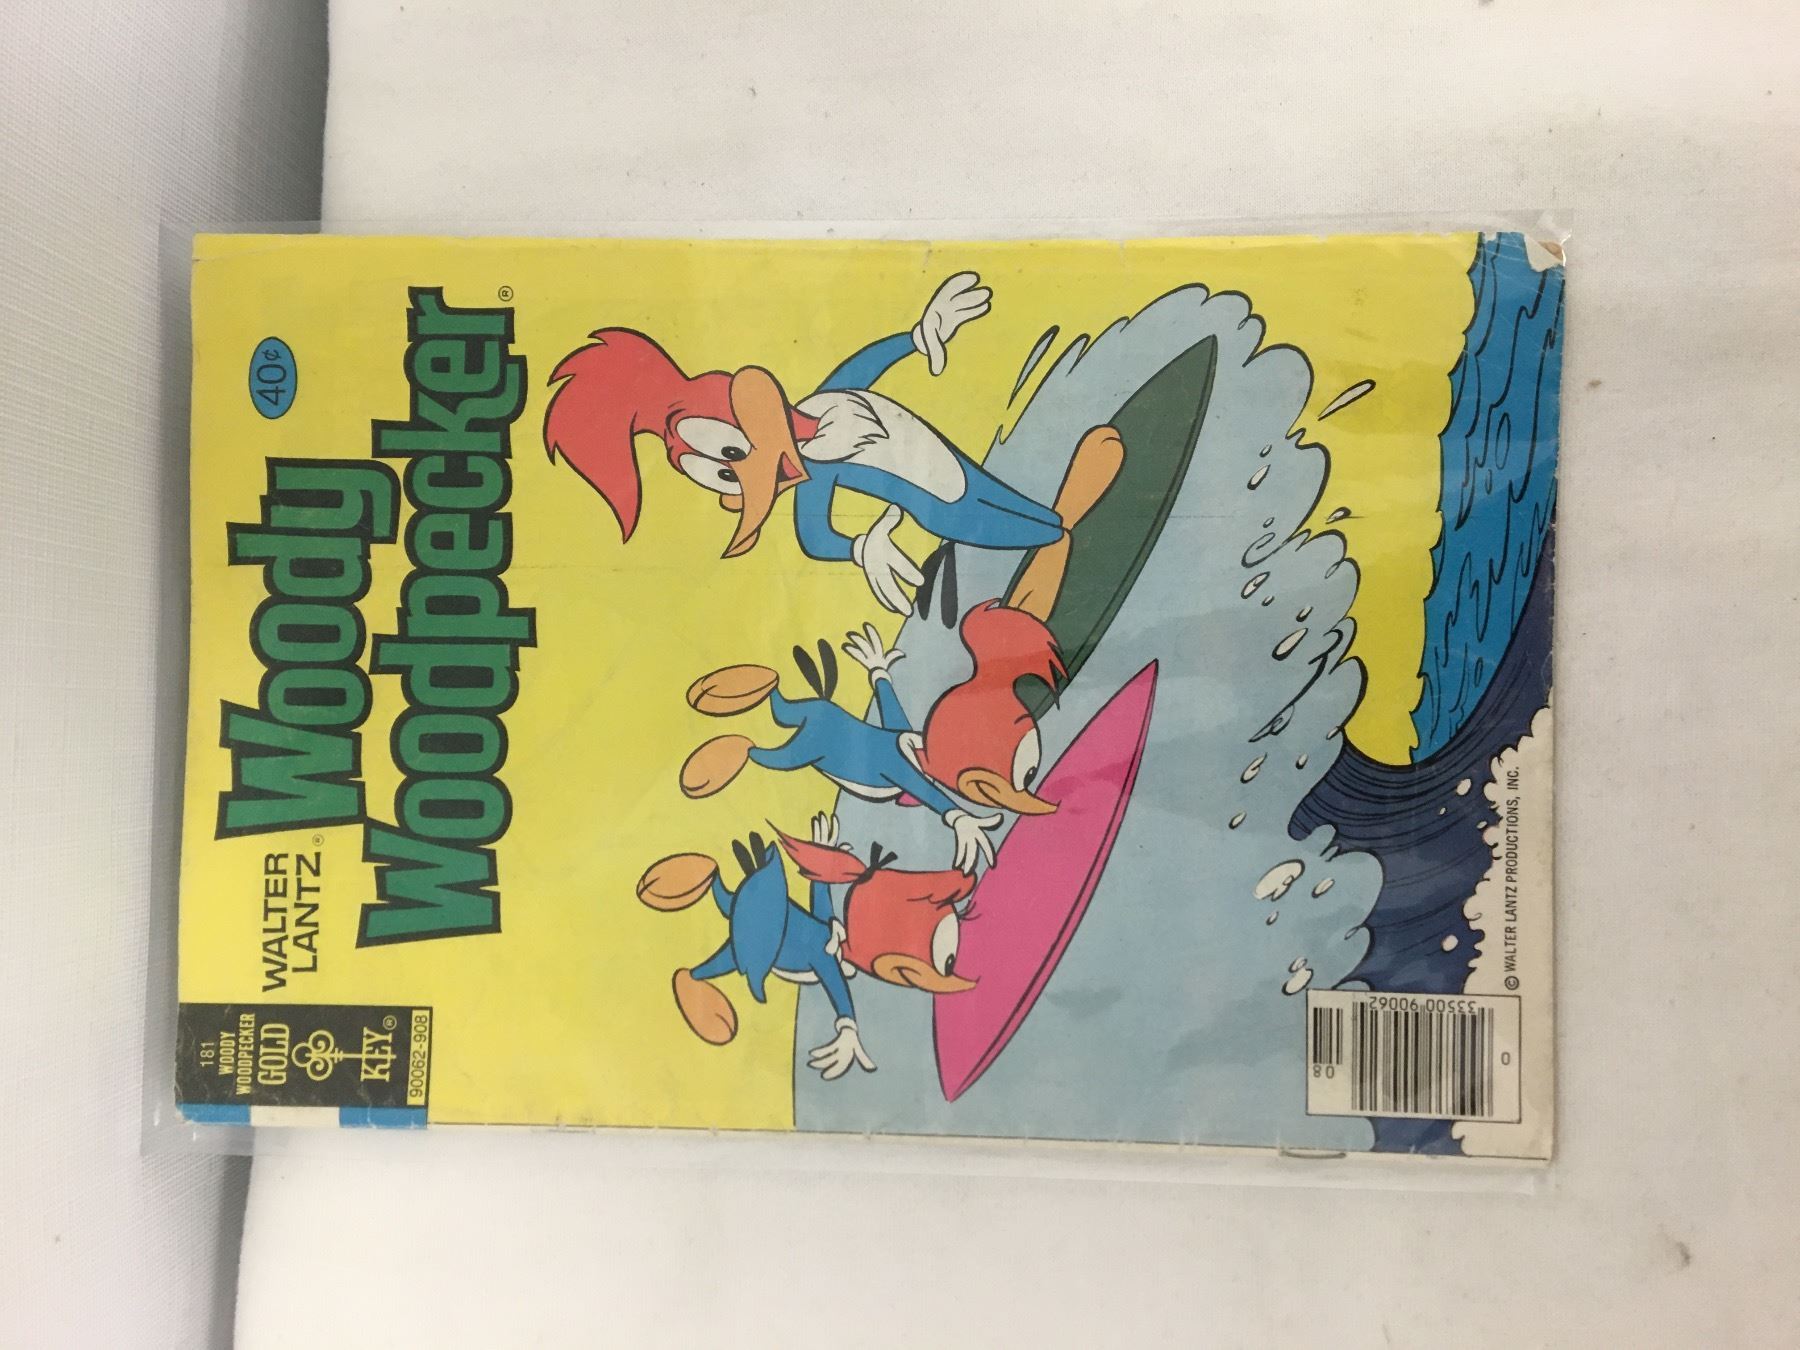 181
WOODY
WOODPECKER
GOLD
KEY®
90062-908
WALTER
LANTZ®
Woody
Woodpecker®
40¢
08
33500 90062
0
© WALTER LANTZ PRODUCTIONS, INC.